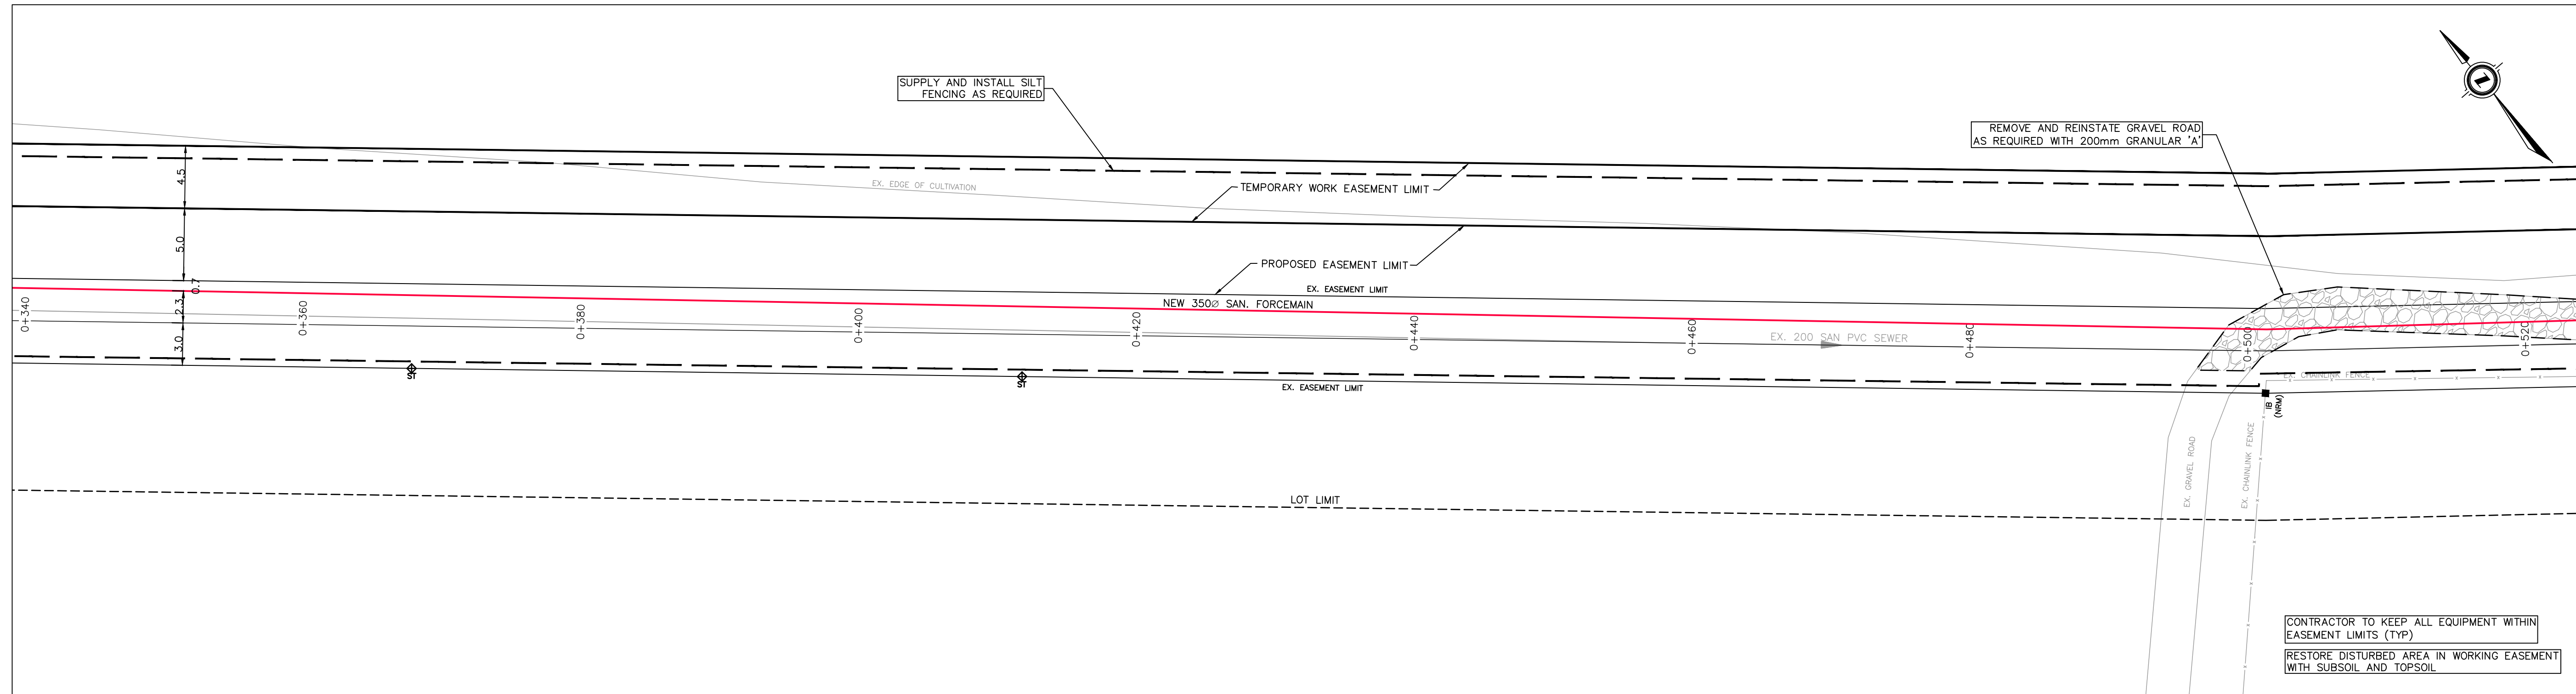 SUPPLY AND INSTALL SILT
FENCING AS REQUIRED
REMOVE AND REINSTATE GRAVEL ROAD
AS REQUIRED WITH 200mm GRANULAR 'A'
Z
4.5
EX. EDGE OF CULTIVATION
TEMPORARY WORK EASEMENT LIMIT
5.0
PROPOSED EASEMENT LIMIT
0.7
EX. EASEMENT LIMIT
NEW 350Ø SAN. FORCEMAIN
2.3
0+340
0+360
0+380
0+400
0+420
0+440
0+460
0+480
0+500
0+520
EX. 200 SAN PVC SEWER
3.0
ST
ST
EX. EASEMENT LIMIT
EX. CHAINLINK FENCE
IB
(NRM)
EX. GRAVEL ROAD
EX. CHAINLINK FENCE
LOT LIMIT
CONTRACTOR TO KEEP ALL EQUIPMENT WITHIN
EASEMENT LIMITS (TYP)
RESTORE DISTURBED AREA IN WORKING EASEMENT
WITH SUBSOIL AND TOPSOIL